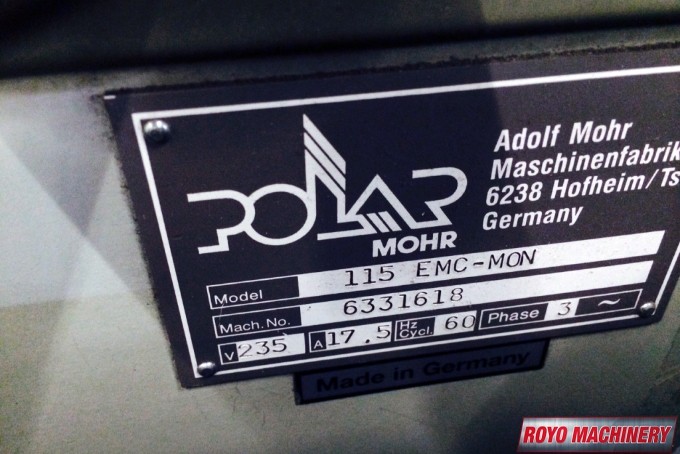 POLAR
MOHR
Adolf Mohr
Maschinenfabrik
6238 Hofheim/Ts
Germany
Model 115 EMC-MON
Mach.No. 6331618
V 235 A 17.5 Hz Cycl. 60 Phase 3 ~
Made in Germany
ROYO MACHINERY